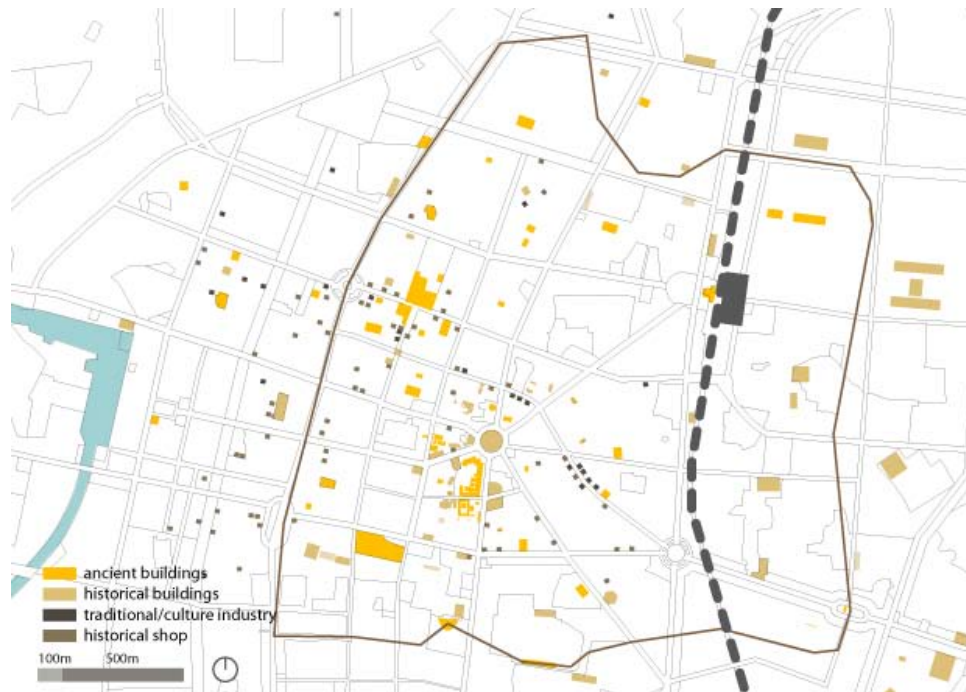 ancient buildings
historical buildings
traditional/culture industry
historical shop
100m 500m